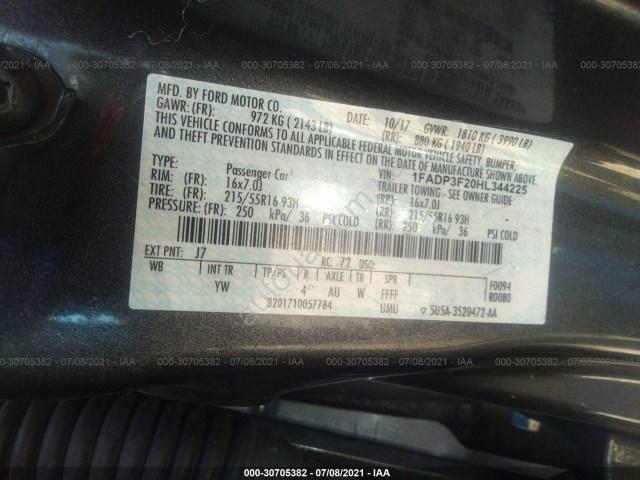 000-30705382 - 07/08/2021 - IAA
MFD. BY FORD MOTOR CO.
DATE: 10/17 GVWR: 1810 KG ( 3990 LB)
GAWR: (FR): 972 KG ( 2143 LB) (RR): 880 KG ( 1940 LB)
THIS VEHICLE CONFORMS TO ALL APPLICABLE FEDERAL MOTOR VEHICLE SAFETY, BUMPER,
AND THEFT PREVENTION STANDARDS IN EFFECT ON THE DATE OF MANUFACTURE SHOWN ABOVE.
VIN: 1FADP3F20HL344225
TYPE: Passenger Car TRAILER TOWING - SEE OWNER GUIDE
RIM: (FR): 16x7.0J (RR): 16x7.0J
TIRE: (FR): 215/55R16 93H (RR): 215/55R16 93H
PRESSURE: (FR): 250 kPa/ 36 PSI COLD (RR): 250 kPa/ 36 PSI COLD
EXT PNT: J7 RC: 72 DSO:
WB INT TR TP/PS R AXLE TR SPR F0094
YW 4 AU W FFFF R0080
3201710057784 UMU ▽ 5U5A-3520472-AA
000-30705382 - 07/08/2021 - IAA